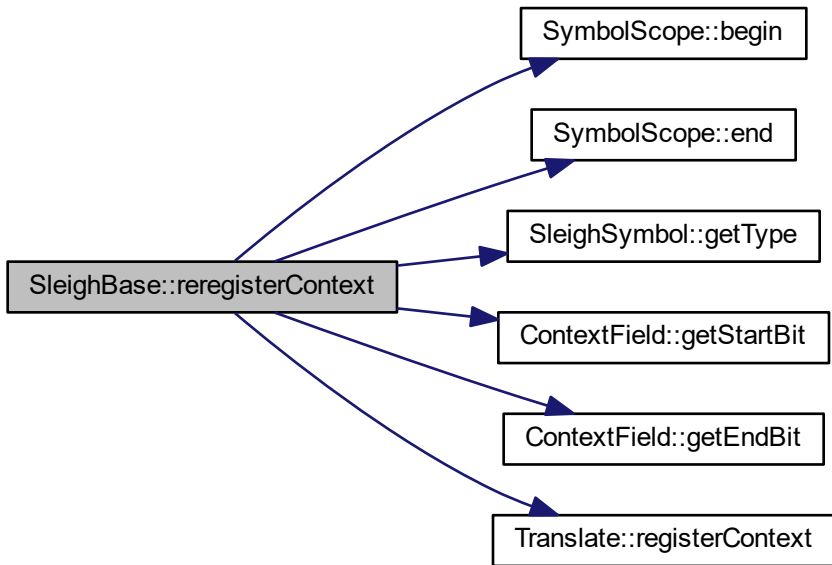 SymbolScope::begin
SymbolScope::end
SleighSymbol::getType
SleighBase::reregisterContext
ContextField::getStartBit
ContextField::getEndBit
Translate::registerContext